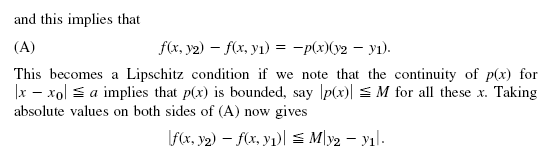 and this implies that
(A) f(x, y₂) − f(x, y₁) = −p(x)(y₂ − y₁).
This becomes a Lipschitz condition if we note that the continuity of p(x) for
|x − x₀| ≦ a implies that p(x) is bounded, say |p(x)| ≦ M for all these x. Taking
absolute values on both sides of (A) now gives
|f(x, y₂) − f(x, y₁)| ≦ M|y₂ − y₁|.